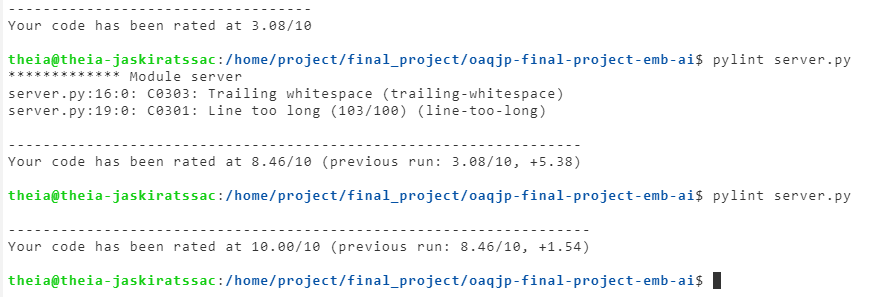 -----------------------------------
Your code has been rated at 3.08/10
theia@theia-jaskiratssac:/home/project/final_project/oaqjp-final-project-emb-ai$ pylint server.py
************* Module server
server.py:16:0: C0303: Trailing whitespace (trailing-whitespace)
server.py:19:0: C0301: Line too long (103/100) (line-too-long)
------------------------------------------------------------------
Your code has been rated at 8.46/10 (previous run: 3.08/10, +5.38)
theia@theia-jaskiratssac:/home/project/final_project/oaqjp-final-project-emb-ai$ pylint server.py
-------------------------------------------------------------------
Your code has been rated at 10.00/10 (previous run: 8.46/10, +1.54)
theia@theia-jaskiratssac:/home/project/final_project/oaqjp-final-project-emb-ai$